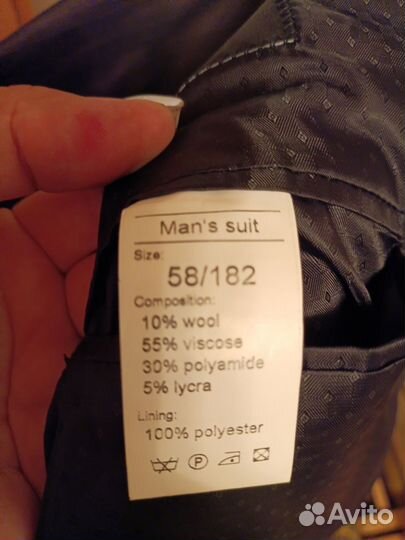 Man's suit
Size:
58/182
Composition:
10% wool
55% viscose
30% polyamide
5% lycra
Lining:
100% polyester
P
Avito